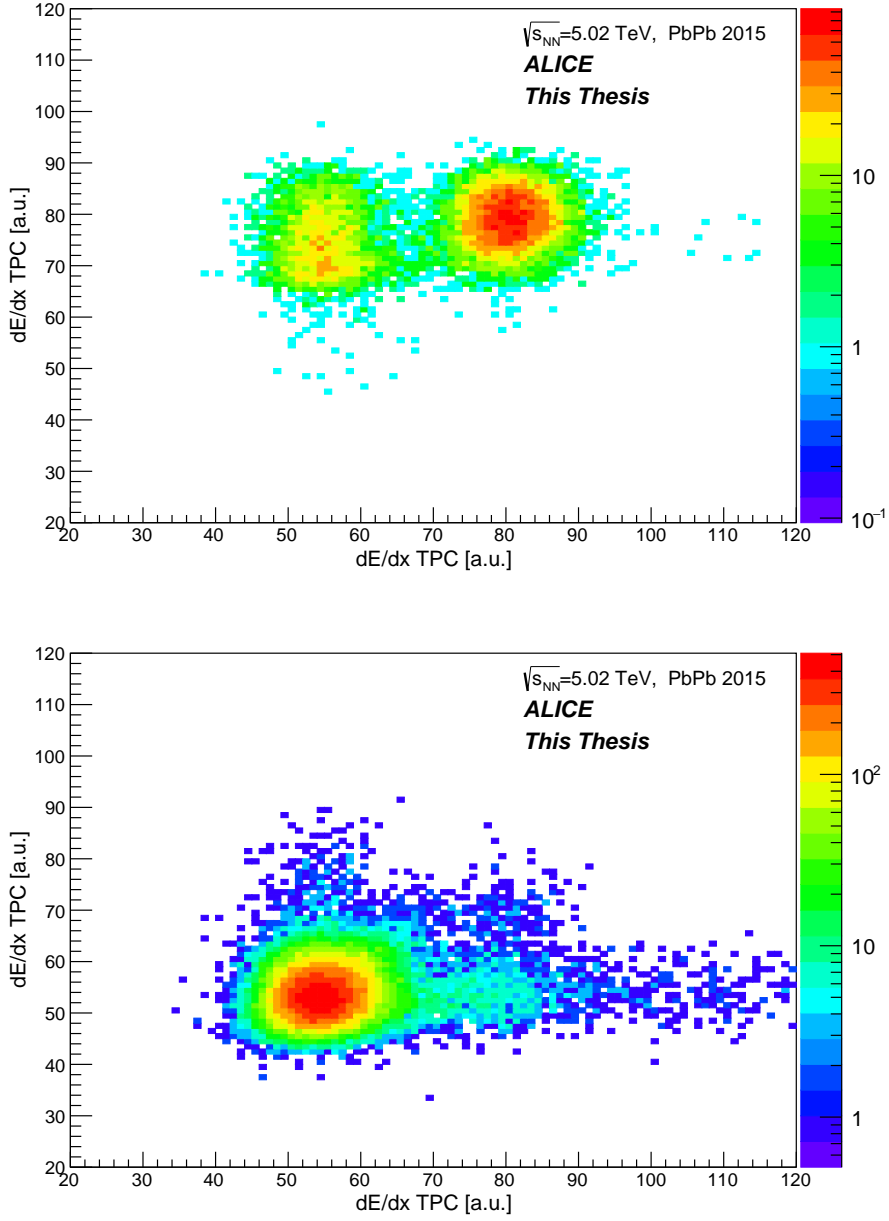 120
110
100
90
80
70
60
50
40
30
20
dE/dx TPC [a.u.]
√s_NN=5.02 TeV, PbPb 2015
ALICE
This Thesis
10
1
10⁻¹
20 30 40 50 60 70 80 90 100 110 120
dE/dx TPC [a.u.]
120
110
100
90
80
70
60
50
40
30
20
dE/dx TPC [a.u.]
√s_NN=5.02 TeV, PbPb 2015
ALICE
This Thesis
10²
10
1
20 30 40 50 60 70 80 90 100 110 120
dE/dx TPC [a.u.]